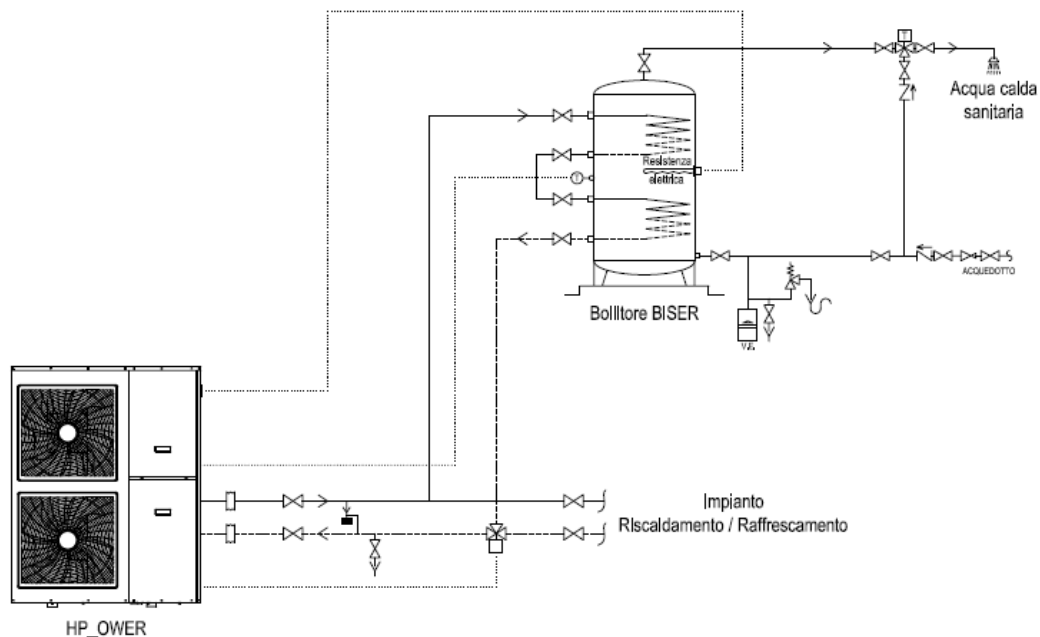 T
Acqua calda
sanitaria
Resistenza
elettrica
T
ACQUEDOTTO
Bollitore BISER
V.E.
Impianto
Riscaldamento / Raffrescamento
HP_OWER